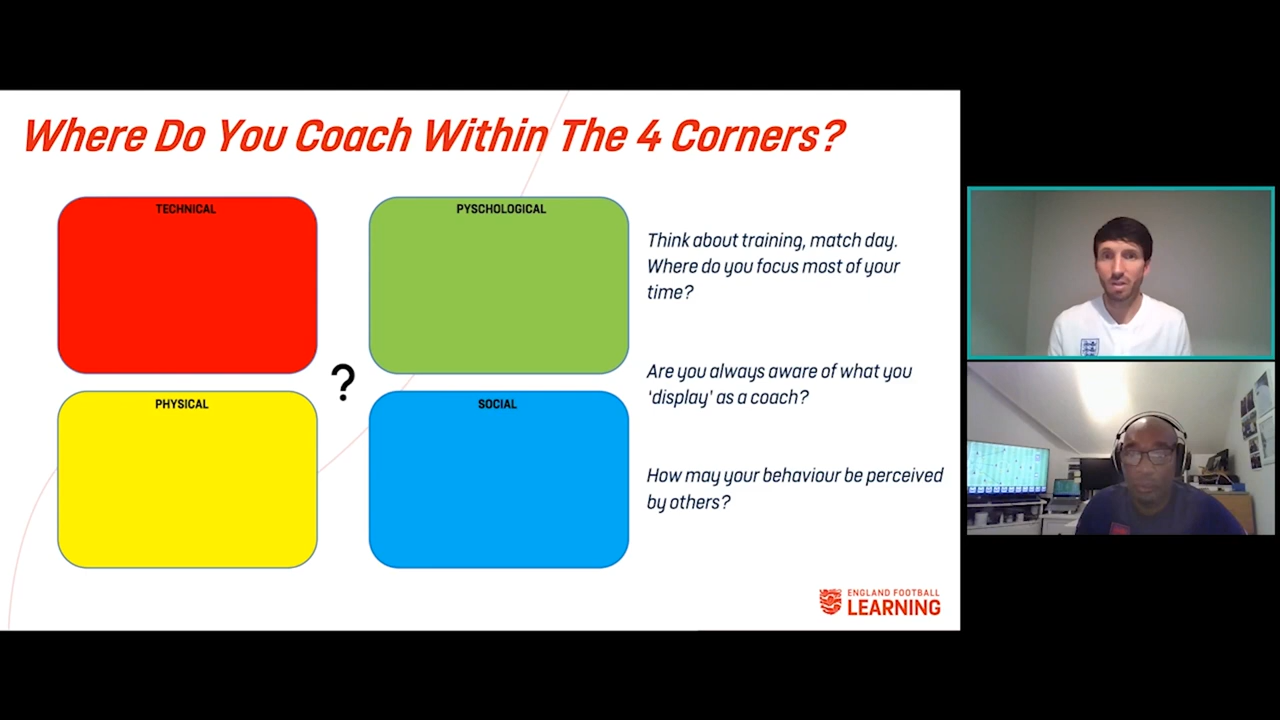 Where Do You Coach Within The 4 Corners?
TECHNICAL
PYSCHOLOGICAL
?
PHYSICAL
SOCIAL
Think about training, match day.
Where do you focus most of your
time?
Are you always aware of what you
'display' as a coach?
How may your behaviour be perceived
by others?
ENGLAND FOOTBALL
LEARNING